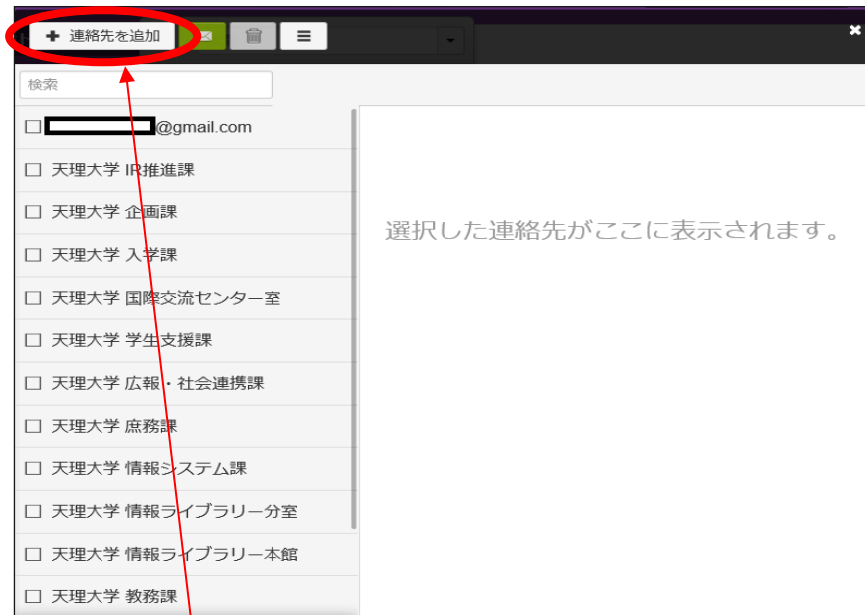 + 連絡先を追加
検索
@gmail.com
天理大学 IR推進課
天理大学 企画課
天理大学 入学課
天理大学 国際交流センター室
天理大学 学生支援課
天理大学 広報・社会連携課
天理大学 庶務課
天理大学 情報システム課
天理大学 情報ライブラリー分室
天理大学 情報ライブラリー本館
天理大学 教務課
選択した連絡先がここに表示されます。